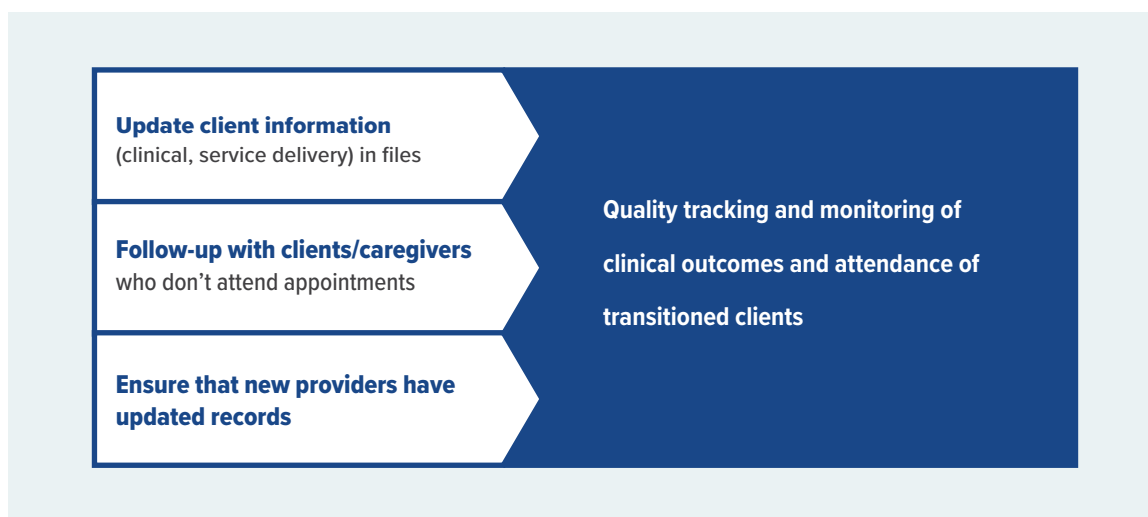 Update client information
(clinical, service delivery) in files
Follow-up with clients/caregivers
who don’t attend appointments
Ensure that new providers have
updated records
Quality tracking and monitoring of
clinical outcomes and attendance of
transitioned clients